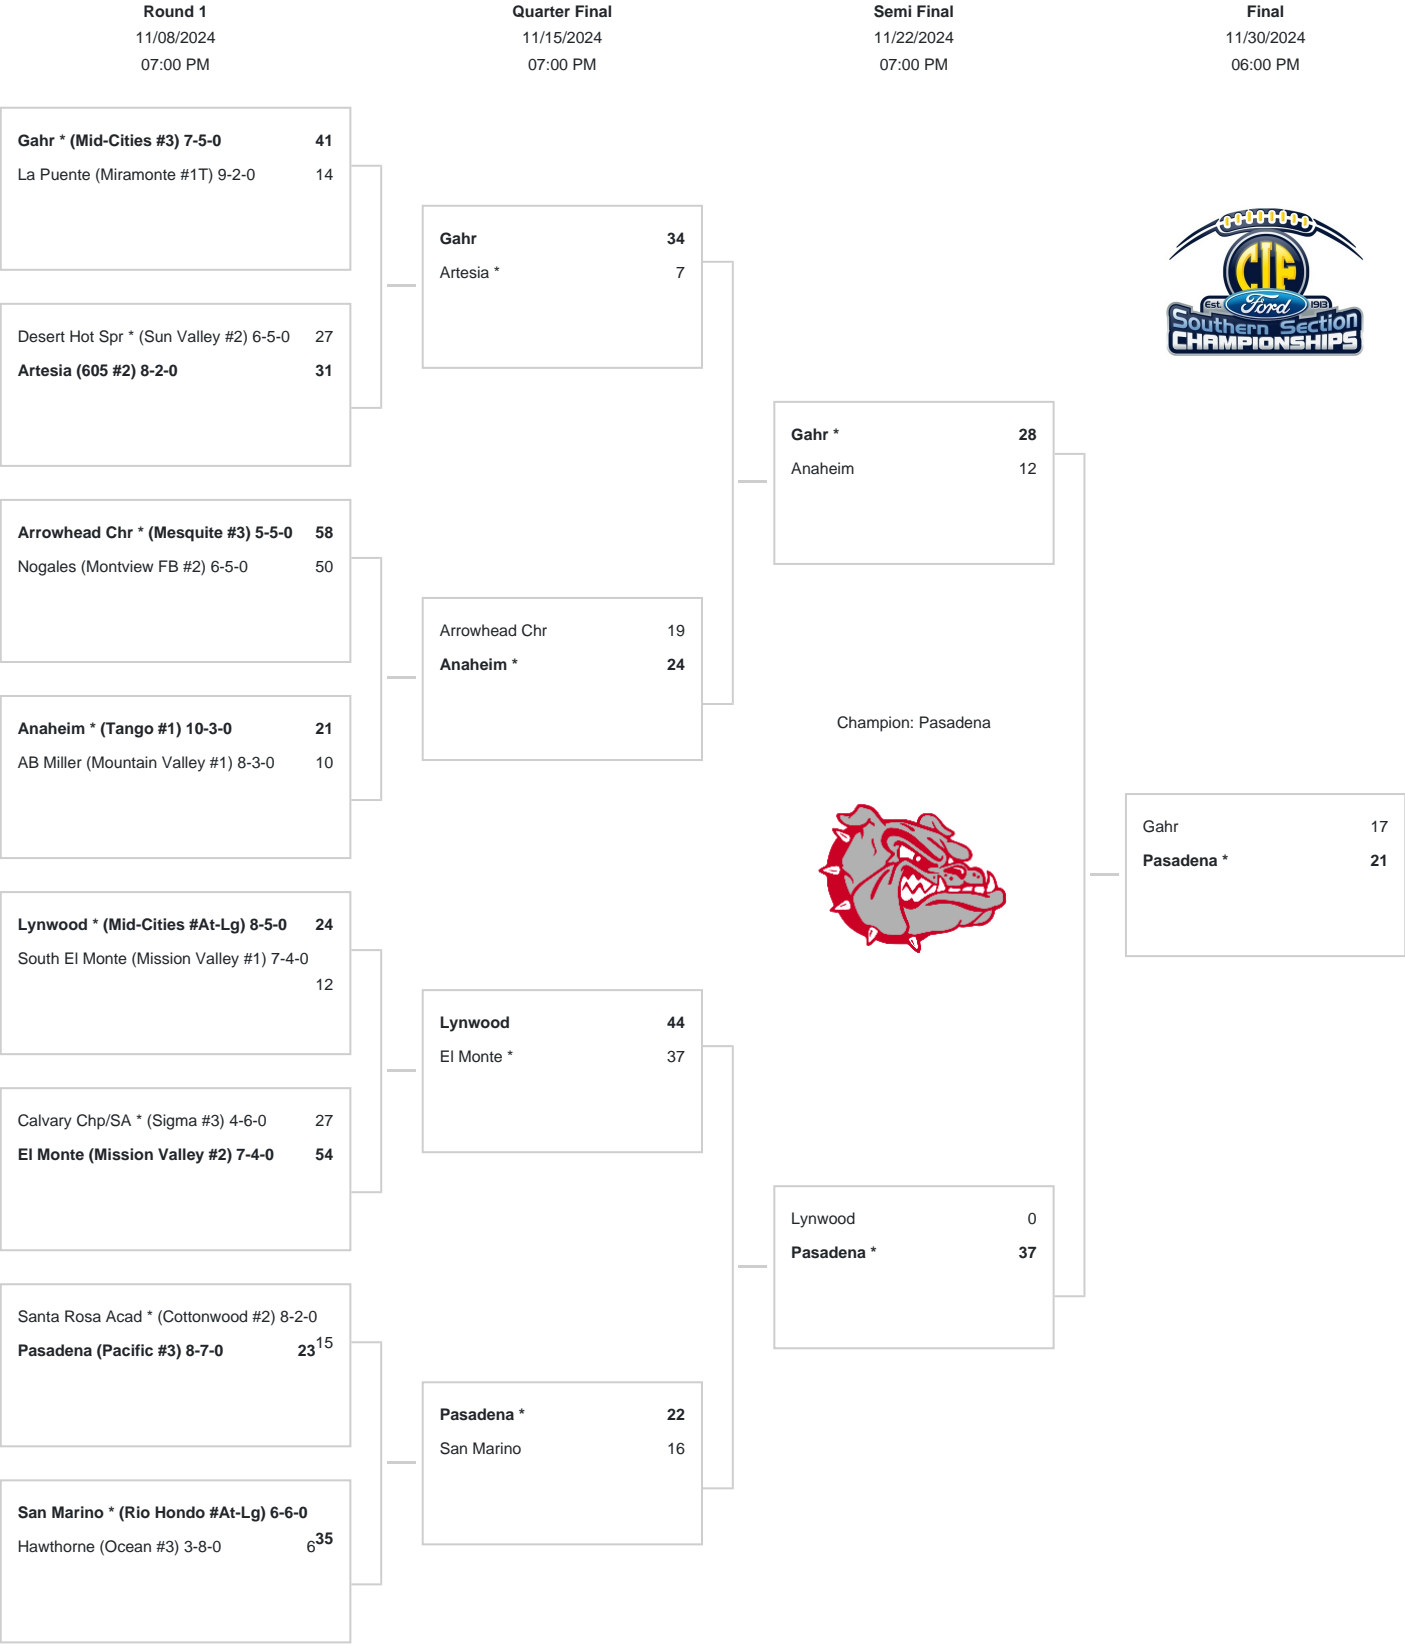 Round 1
11/08/2024
07:00 PM
Quarter Final
11/15/2024
07:00 PM
Semi Final
11/22/2024
07:00 PM
Final
11/30/2024
06:00 PM
Gahr * (Mid-Cities #3) 7-5-0 41
La Puente (Miramonte #1T) 9-2-0 14
Desert Hot Spr * (Sun Valley #2) 6-5-0 27
Artesia (605 #2) 8-2-0 31
Arrowhead Chr * (Mesquite #3) 5-5-0 58
Nogales (Montview FB #2) 6-5-0 50
Anaheim * (Tango #1) 10-3-0 21
AB Miller (Mountain Valley #1) 8-3-0 10
Lynwood * (Mid-Cities #At-Lg) 8-5-0 24
South El Monte (Mission Valley #1) 7-4-0
12
Calvary Chp/SA * (Sigma #3) 4-6-0 27
El Monte (Mission Valley #2) 7-4-0 54
Santa Rosa Acad * (Cottonwood #2) 8-2-0
15
Pasadena (Pacific #3) 8-7-0 23
San Marino * (Rio Hondo #At-Lg) 6-6-0
35
Hawthorne (Ocean #3) 3-8-0 6
Gahr 34
Artesia * 7
Arrowhead Chr 19
Anaheim * 24
Lynwood 44
El Monte * 37
Pasadena * 22
San Marino 16
Gahr * 28
Anaheim 12
Champion: Pasadena
Lynwood 0
Pasadena * 37
CIF
Est. Ford 1913
Southern Section
CHAMPIONSHIPS
Gahr 17
Pasadena * 21